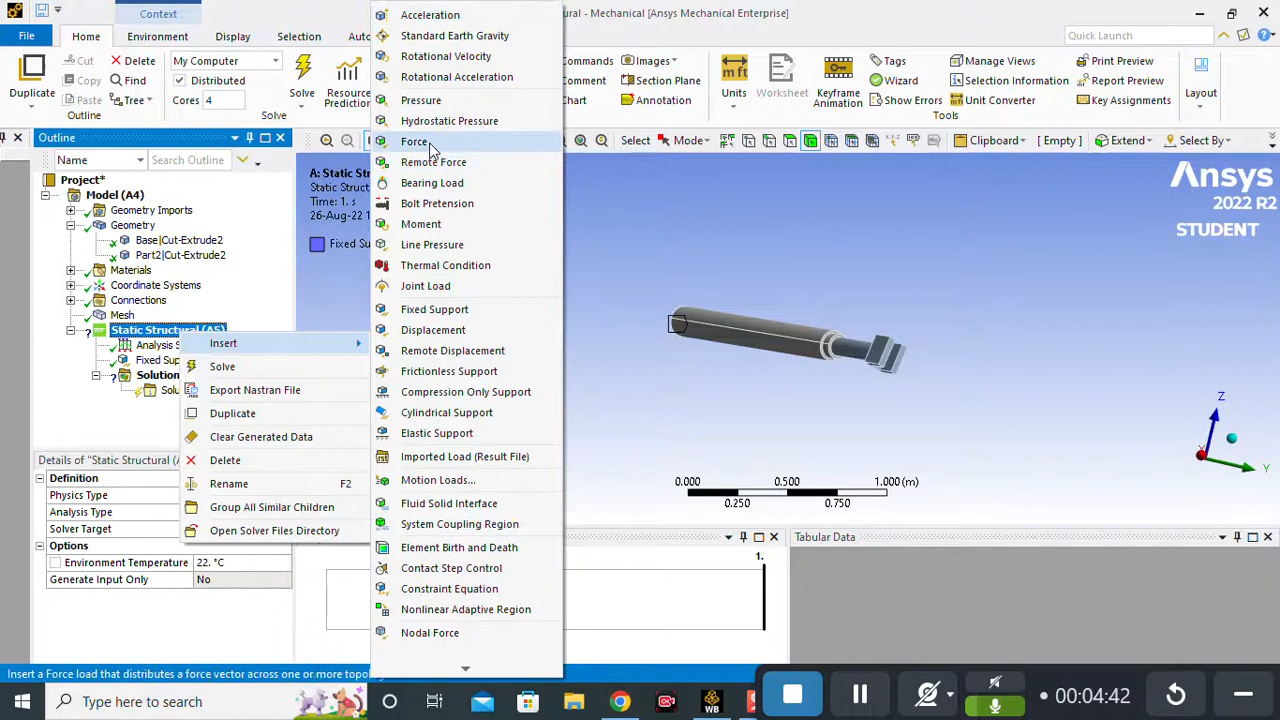 Context
ural - Mechanical [Ansys Mechanical Enterprise]
File
Home
Environment
Display
Selection
Auto
Quick Launch
Duplicate
Cut
Copy
Paste
Delete
Find
Tree
Outline
My Computer
Distributed
Cores 4
Solve
Solve
Resource
Prediction
Commands
Comment
Chart
Images
Section Plane
Annotation
Units
Worksheet
Keyframe
Animation
Tags
Wizard
Show Errors
Manage Views
Selection Information
Unit Converter
Print Preview
Report Preview
Key Assignments
Tools
Layout
Outline
Name
Search Outline
Select
Mode
Clipboard
[ Empty ]
Extend
Select By
Project*
Model (A4)
Geometry Imports
Geometry
Base|Cut-Extrude2
Part2|Cut-Extrude2
Materials
Coordinate Systems
Connections
Mesh
Static Structural (A5)
Analysis S
Fixed Sup
Solution
Solu
A: Static Str
Static Structural
Time: 1. s
26-Aug-22 1
Fixed Su
Insert
Solve
Export Nastran File
Duplicate
Clear Generated Data
Delete
Rename F2
Group All Similar Children
Open Solver Files Directory
Acceleration
Standard Earth Gravity
Rotational Velocity
Rotational Acceleration
Pressure
Hydrostatic Pressure
Force
Remote Force
Bearing Load
Bolt Pretension
Moment
Line Pressure
Thermal Condition
Joint Load
Fixed Support
Displacement
Remote Displacement
Frictionless Support
Compression Only Support
Cylindrical Support
Elastic Support
Imported Load (Result File)
Motion Loads...
Fluid Solid Interface
System Coupling Region
Element Birth and Death
Contact Step Control
Constraint Equation
Nonlinear Adaptive Region
Nodal Force
Ansys
2022 R2
STUDENT
Z
X
Y
0.000 0.500 1.000 (m)
0.250 0.750
Details of "Static Structural (A
Definition
Physics Type
Analysis Type
Solver Target
Options
Environment Temperature 22. °C
Generate Input Only No
1.
Tabular Data
Insert a Force load that distributes a force vector across one or more topo
Type here to search
WB
00:04:42